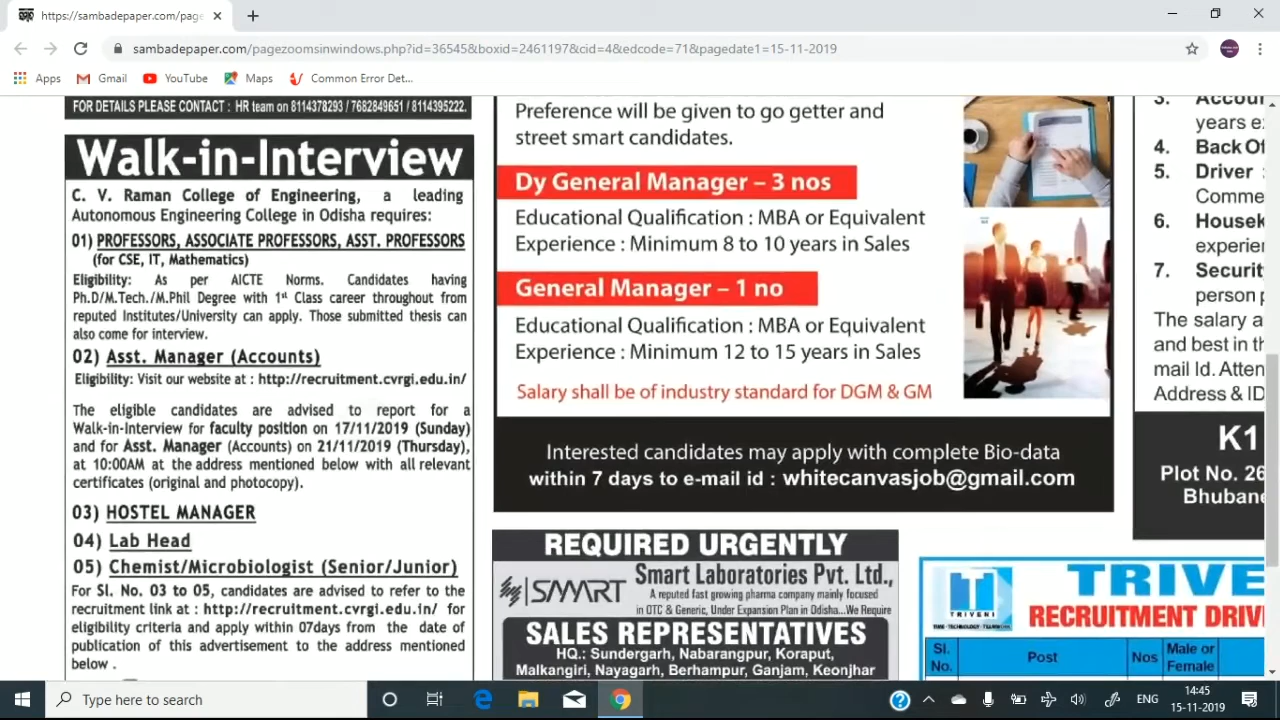 https://sambadepaper.com/page
sambadepaper.com/pagezoomsinwindows.php?id=36545&boxid=2461197&cid=4&edcode=71&pagedate1=15-11-2019
Apps Gmail YouTube Maps Common Error Det...
FOR DETAILS PLEASE CONTACT : HR team on 8114378293 / 7682849651 / 8114395222.
Walk-in-Interview
C. V. Raman College of Engineering, a leading
Autonomous Engineering College in Odisha requires:
01) PROFESSORS, ASSOCIATE PROFESSORS, ASST. PROFESSORS
(for CSE, IT, Mathematics)
Eligibility: As per AICTE Norms. Candidates having
Ph.D/M.Tech./M.Phil Degree with 1st Class career throughout from
reputed Institutes/University can apply. Those submitted thesis can
also come for interview.
02) Asst. Manager (Accounts)
Eligibility: Visit our website at : http://recruitment.cvrgi.edu.in/
The eligible candidates are advised to report for a
Walk-in-Interview for faculty position on 17/11/2019 (Sunday)
and for Asst. Manager (Accounts) on 21/11/2019 (Thursday),
at 10:00AM at the address mentioned below with all relevant
certificates (original and photocopy).
03) HOSTEL MANAGER
04) Lab Head
05) Chemist/Microbiologist (Senior/Junior)
For Sl. No. 03 to 05, candidates are advised to refer to the
recruitment link at : http://recruitment.cvrgi.edu.in/ for
eligibility criteria and apply within 07days from the date of
publication of this advertisement to the address mentioned
below .
Preference will be given to go getter and
street smart candidates.
Dy General Manager – 3 nos
Educational Qualification : MBA or Equivalent
Experience : Minimum 8 to 10 years in Sales
General Manager – 1 no
Educational Qualification : MBA or Equivalent
Experience : Minimum 12 to 15 years in Sales
Salary shall be of industry standard for DGM & GM
Interested candidates may apply with complete Bio-data
within 7 days to e-mail id : whitecanvasjob@gmail.com
REQUIRED URGENTLY
SMART
Smart Laboratories Pvt. Ltd.,
A reputed fast growing pharma company mainly focused
in OTC & Generic, Under Expansion Plan in Odisha...We Require
SALES REPRESENTATIVES
HQ.: Sundergarh, Nabarangpur, Koraput,
Malkangiri, Nayagarh, Berhampur, Ganjam, Keonjhar
3. Accou
years e
4. Back Of
5. Driver :
Comme
6. Housek
experie
7. Security
person p
The salary a
and best in th
mail Id. Atten
Address & ID
K1
Plot No. 26
Bhubane
TRIVENI
TRIVE
RECRUITMENT DRIV
Sl. No. Post Nos Male or Female
Type here to search
ENG
14:45
15-11-2019